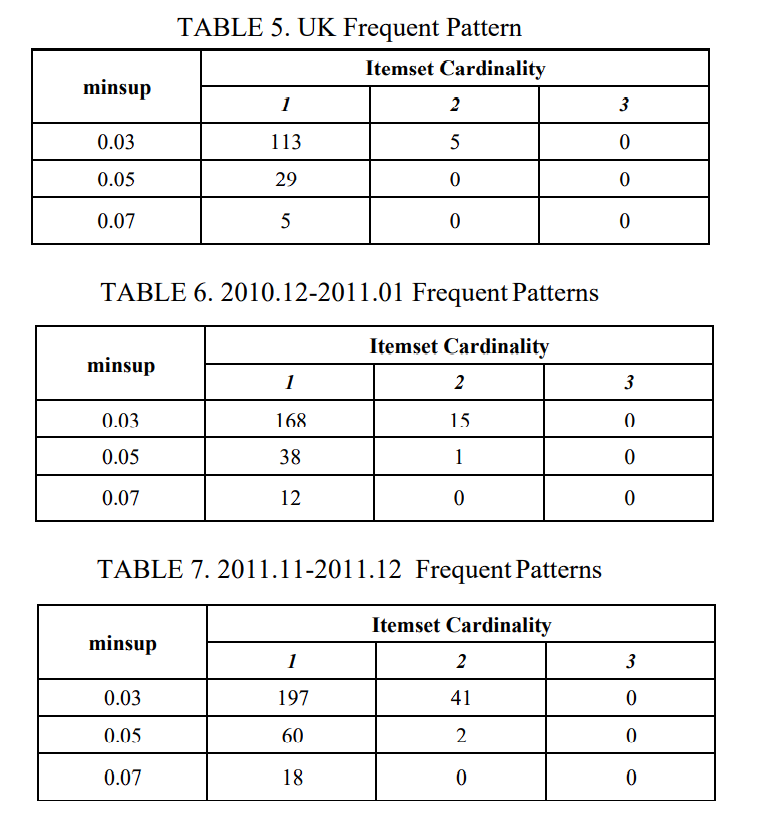 TABLE 5. UK Frequent Pattern
minsup Itemset Cardinality
1 2 3
0.03 113 5 0
0.05 29 0 0
0.07 5 0 0
TABLE 6. 2010.12-2011.01 Frequent Patterns
minsup Itemset Cardinality
1 2 3
0.03 168 15 0
0.05 38 1 0
0.07 12 0 0
TABLE 7. 2011.11-2011.12 Frequent Patterns
minsup Itemset Cardinality
1 2 3
0.03 197 41 0
0.05 60 2 0
0.07 18 0 0